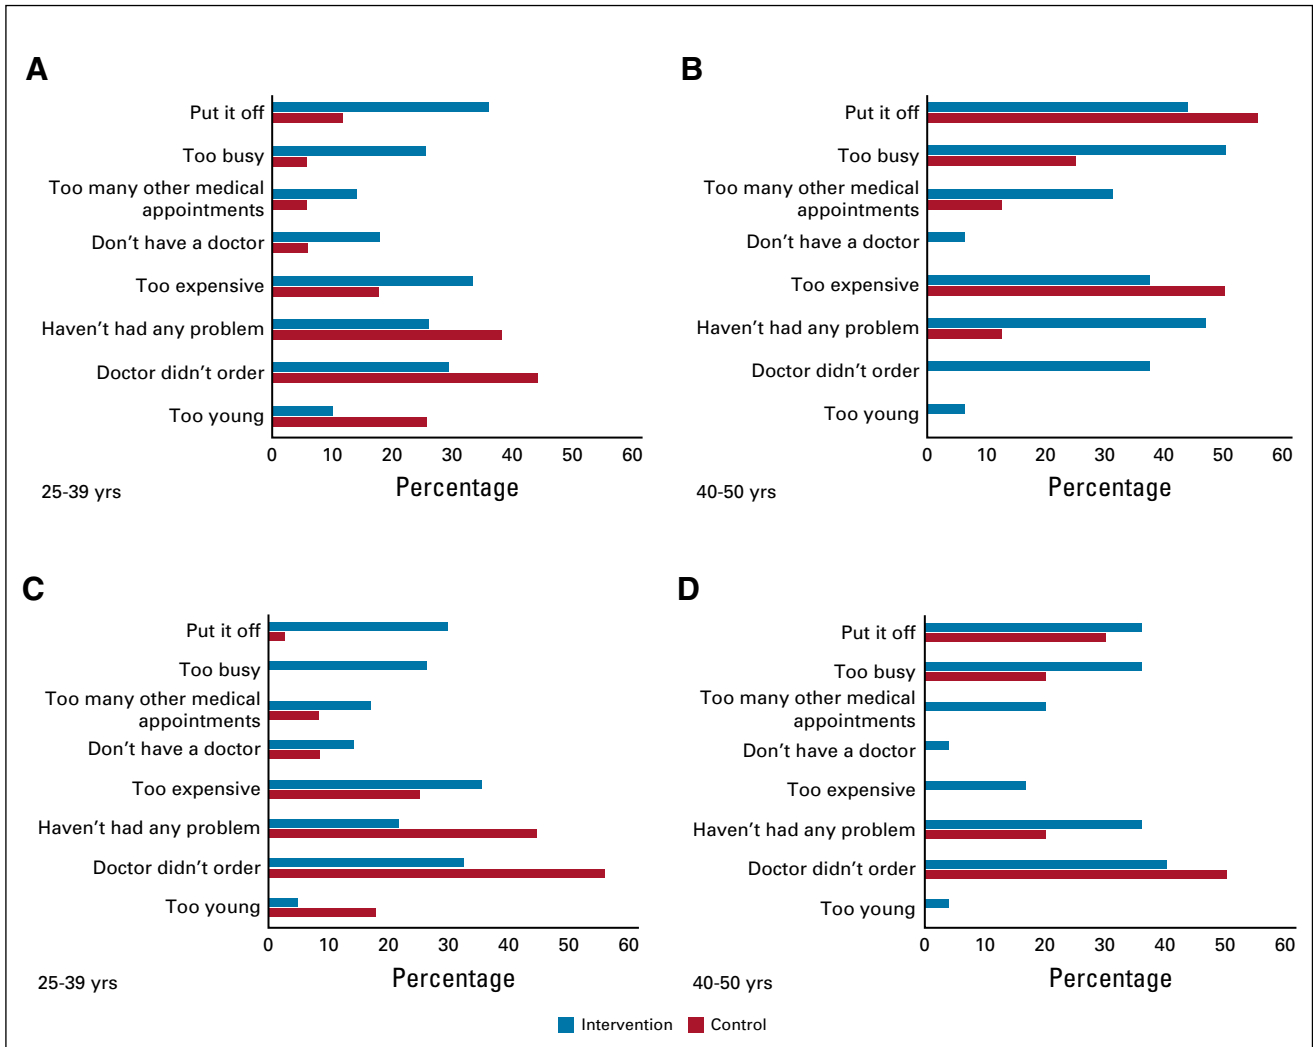 A
Put it off
Too busy
Too many other medical
appointments
Don't have a doctor
Too expensive
Haven't had any problem
Doctor didn't order
Too young
0 10 20 30 40 50 60
25-39 yrs
Percentage
B
Put it off
Too busy
Too many other medical
appointments
Don't have a doctor
Too expensive
Haven't had any problem
Doctor didn't order
Too young
0 10 20 30 40 50 60
40-50 yrs
Percentage
C
Put it off
Too busy
Too many other medical
appointments
Don't have a doctor
Too expensive
Haven't had any problem
Doctor didn't order
Too young
0 10 20 30 40 50 60
25-39 yrs
Percentage
D
Put it off
Too busy
Too many other medical
appointments
Don't have a doctor
Too expensive
Haven't had any problem
Doctor didn't order
Too young
0 10 20 30 40 50 60
40-50 yrs
Percentage
Intervention Control